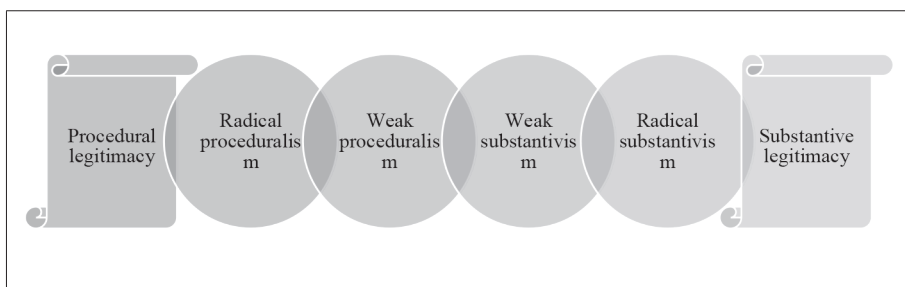 Procedural
legitimacy
Radical
proceduralis
m
Weak
proceduralis
m
Weak
substantivis
m
Radical
substantivis
m
Substantive
legitimacy